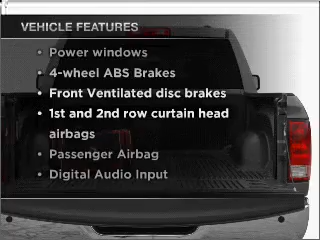 VEHICLE FEATURES
• Power windows
• 4-wheel ABS Brakes
• Front Ventilated disc brakes
• 1st and 2nd row curtain head
airbags
• Passenger Airbag
• Digital Audio Input